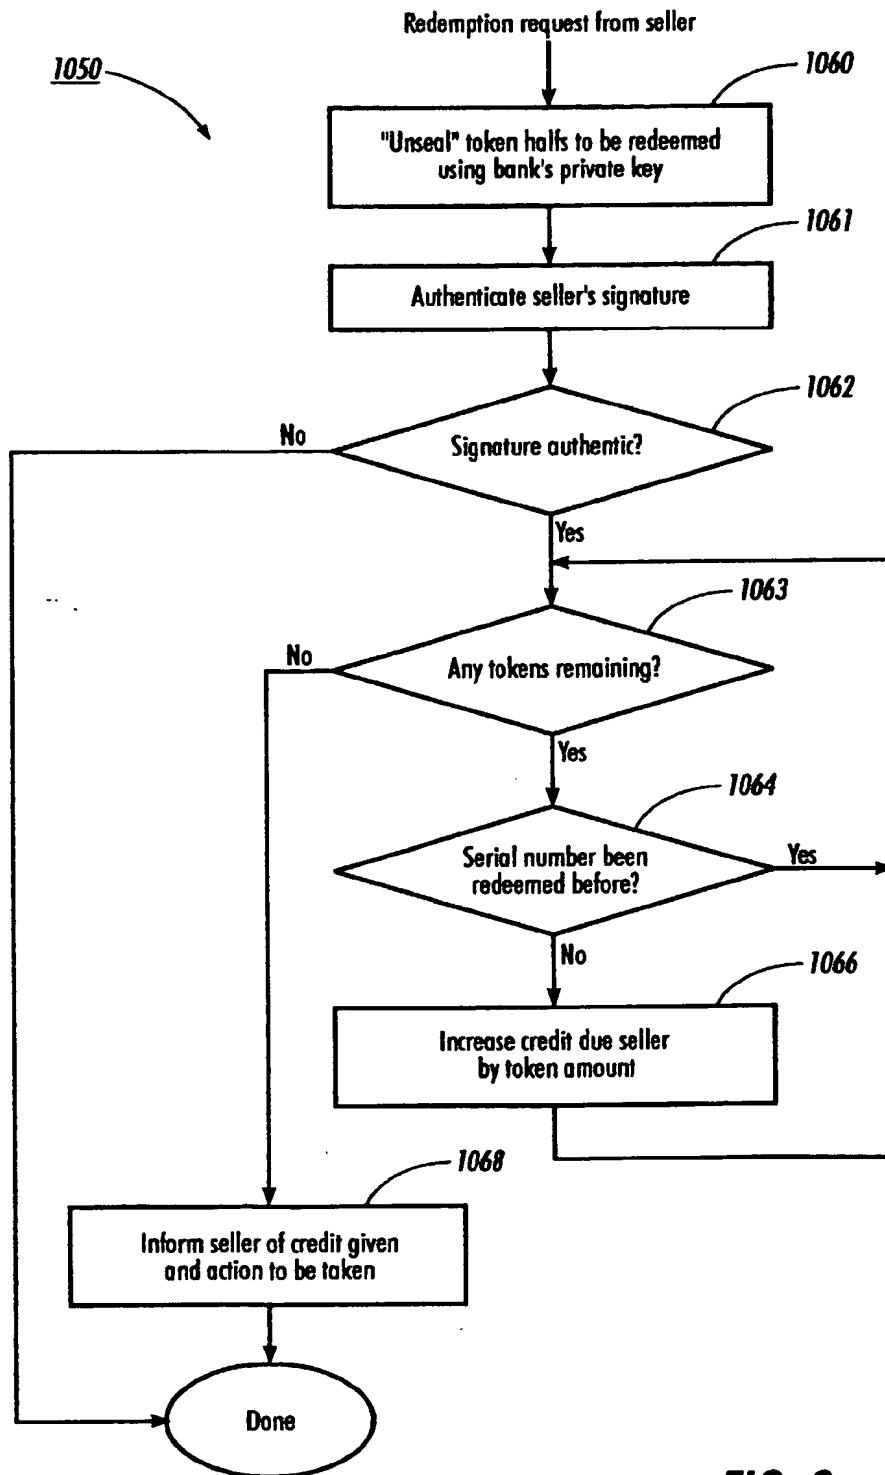 Redemption request from seller
1050
1060
"Unseal" token halfs to be redeemed
using bank's private key
1061
Authenticate seller's signature
1062
No
Signature authentic?
Yes
1063
No
Any tokens remaining?
Yes
1064
Serial number been
redeemed before?
Yes
No
1066
Increase credit due seller
by token amount
1068
Inform seller of credit given
and action to be taken
Done